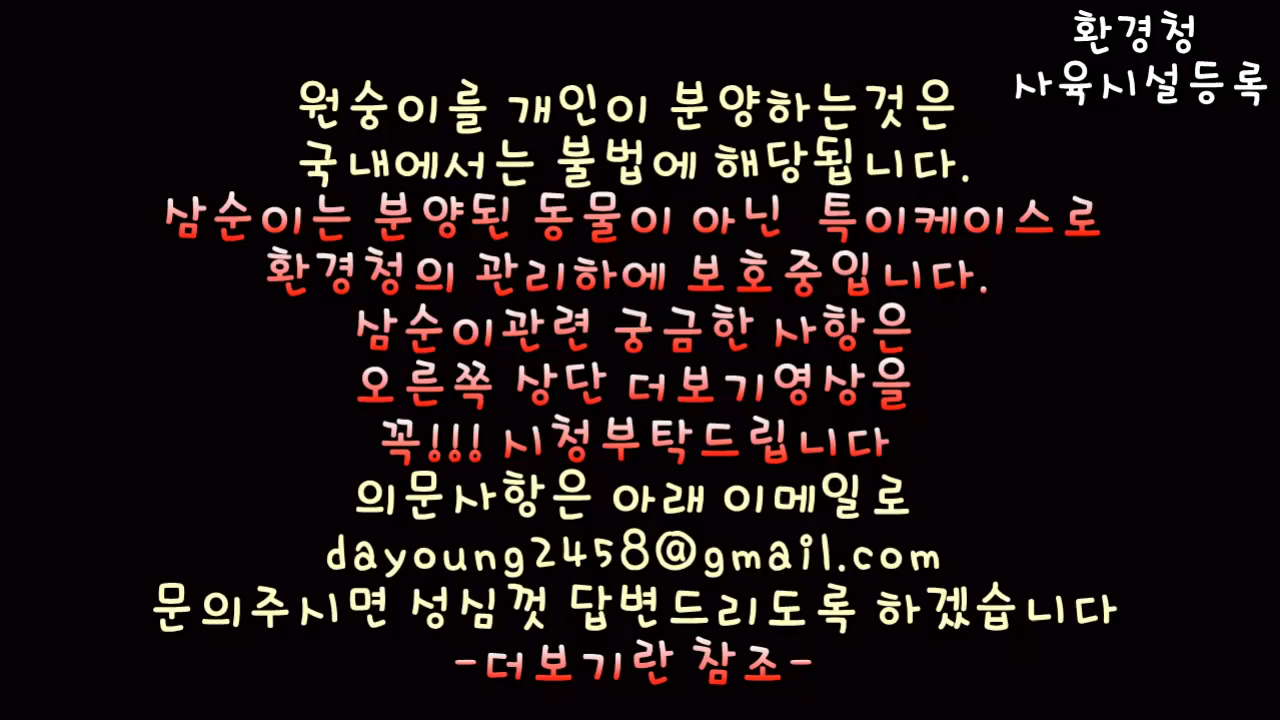 환경청
사육시설등록
원숭이를 개인이 분양하는것은
국내에서는 불법에 해당됩니다.
삼순이는 분양된 동물이 아닌 특이케이스로
환경청의 관리하에 보호중입니다.
삼순이관련 궁금한 사항은
오른쪽 상단 더보기영상을
꼭!!! 시청부탁드립니다
의문사항은 아래 이메일로
dayoung2458@gmail.com
문의주시면 성심껏 답변드리도록 하겠습니다
-더보기란 참조-